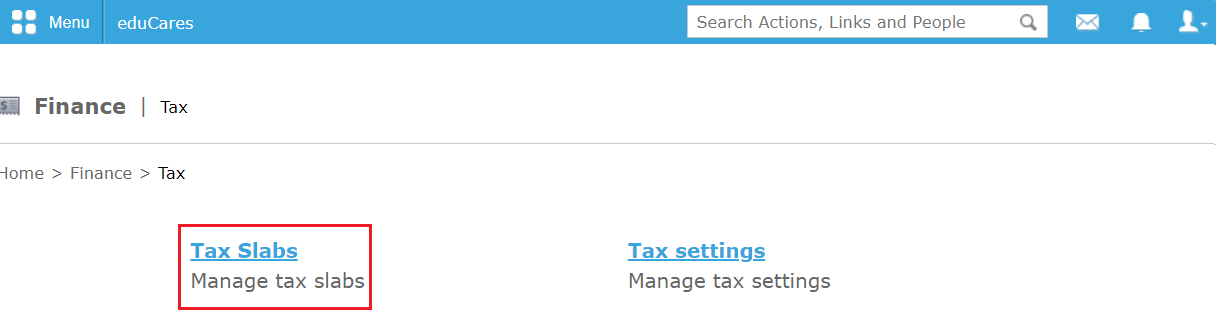 Menu eduCares Search Actions, Links and People
Finance | Tax
Home > Finance > Tax
Tax Slabs Tax settings
Manage tax slabs Manage tax settings